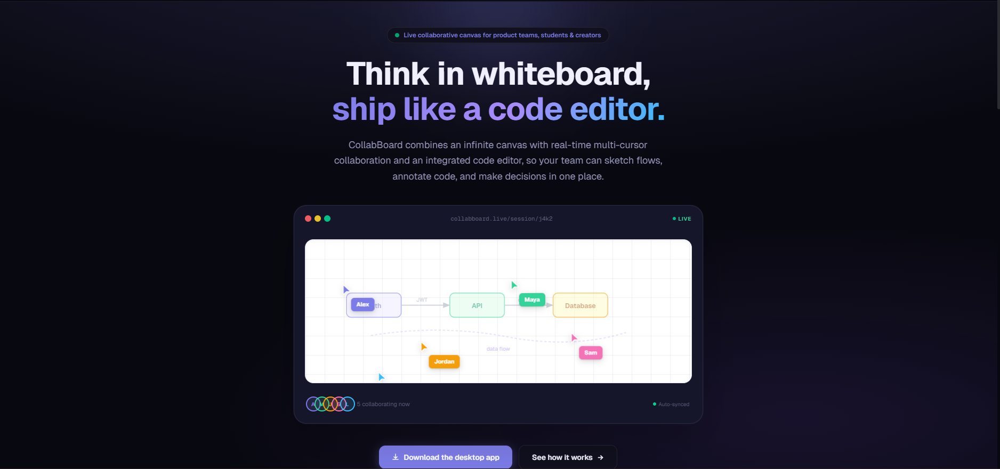 Live collaborative canvas for product teams, students & creators
Think in whiteboard,
ship like a code editor.
CollabBoard combines an infinite canvas with real-time multi-cursor
collaboration and an integrated code editor, so your team can sketch flows,
annotate code, and make decisions in one place.
collabboard.live/session/j4k2
LIVE
Alex
th
JWT
API
Maya
Database
data flow
Jordan
Sam
A M J S L
5 collaborating now
Auto-synced
Download the desktop app
See how it works →